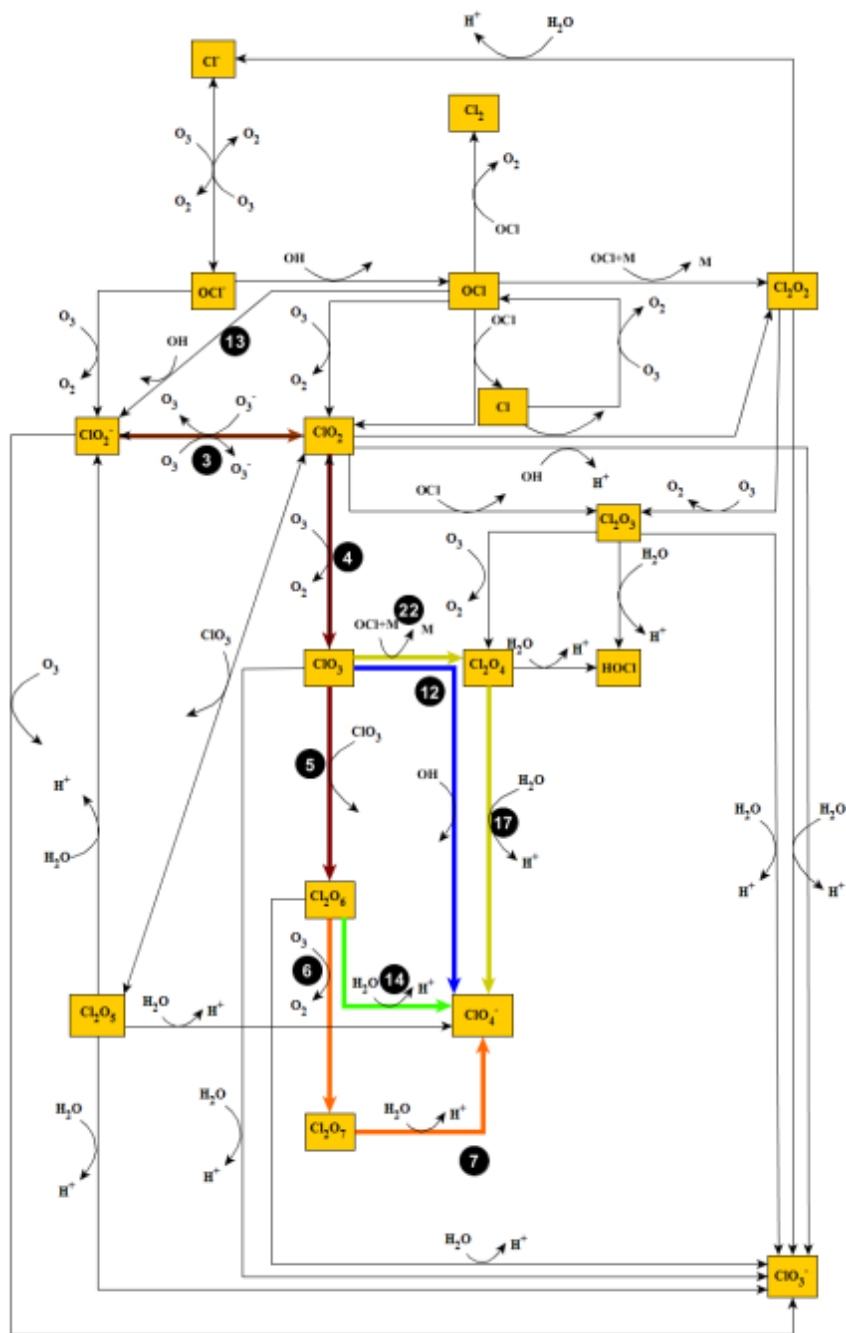 H⁺ H₂O
Cl⁻
Cl₂
O₃ O₂
O₂ O₃
O₂
OCl
OH
OCl+M M
OCl⁻ OCl Cl₂O₂
O₃
O₂
13
OH
O₃
O₂
OCl
O₂
O₃
Cl
ClO₂⁻
O₃ O₃⁻
O₃ O₃⁻
3
ClO₂
OH
H⁺
OCl
O₂ O₃
Cl₂O₃
O₃
O₂
4
O₃
O₂
H₂O
H⁺
ClO₃
22
OCl+M M
ClO₃
Cl₂O₄
H₂O H⁺
HOCl
12
O₃
5
ClO₃
OH
H₂O
17
H⁺
H⁺
H₂O
H₂O
H⁺
H₂O
H⁺
Cl₂O₆
O₃
6
O₂
H₂O 14 H⁺
Cl₂O₅
H₂O H⁺
ClO₄⁻
H₂O
H⁺
H₂O
H⁺
Cl₂O₇
H₂O H⁺
7
H₂O H⁺
ClO₃⁻